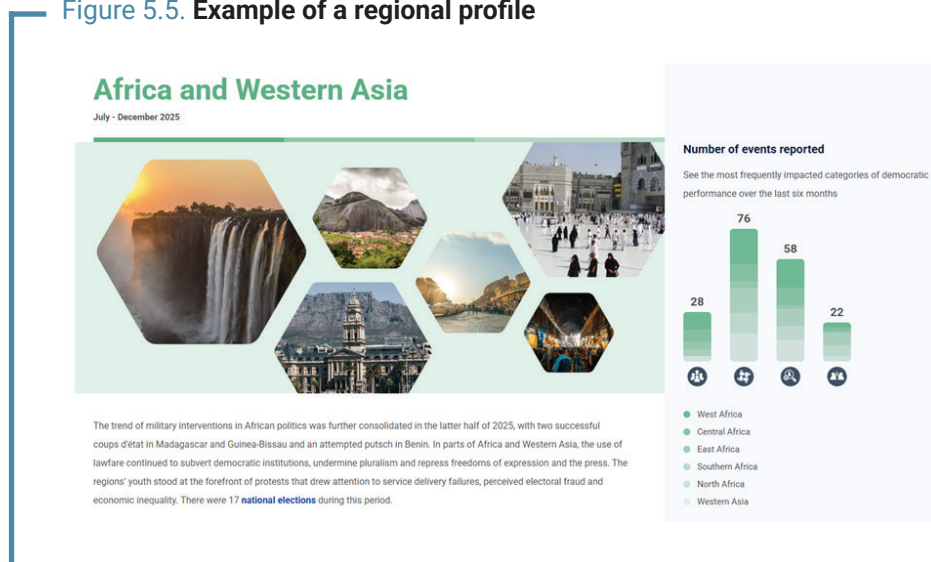 Figure 5.5. Example of a regional profile
Africa and Western Asia
July - December 2025
The trend of military interventions in African politics was further consolidated in the latter half of 2025, with two successful
coups d'état in Madagascar and Guinea-Bissau and an attempted putsch in Benin. In parts of Africa and Western Asia, the use of
lawfare continued to subvert democratic institutions, undermine pluralism and repress freedoms of expression and the press. The
regions' youth stood at the forefront of protests that drew attention to service delivery failures, perceived electoral fraud and
economic inequality. There were 17 national elections during this period.
Number of events reported
See the most frequently impacted categories of democratic
performance over the last six months
28
76
58
22
West Africa
Central Africa
East Africa
Southern Africa
North Africa
Western Asia